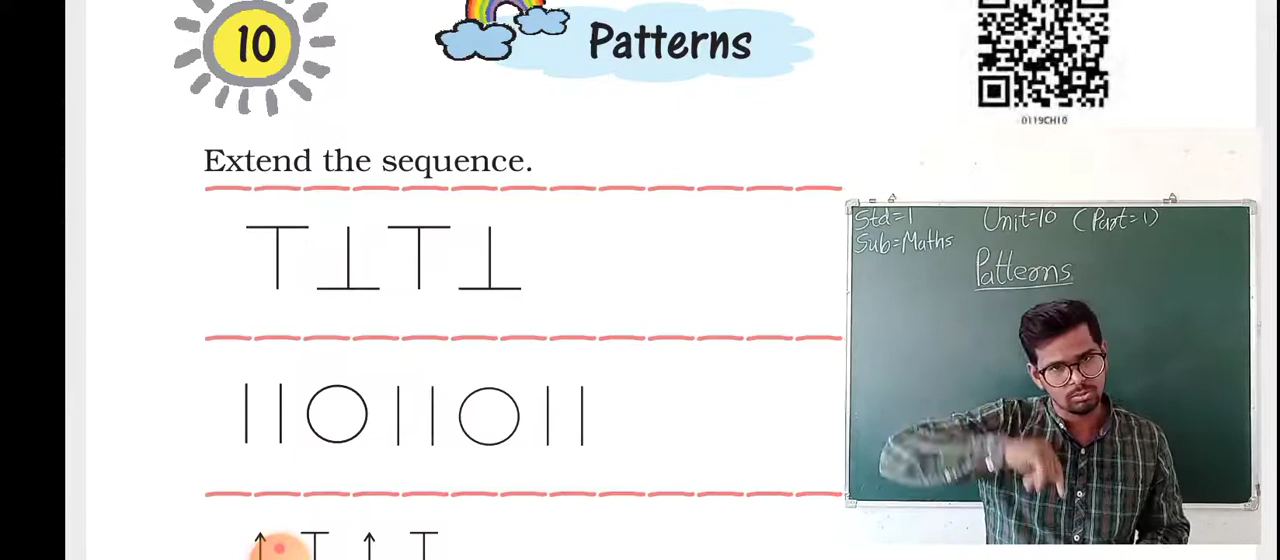 10
Patterns
0119CH10
Extend the sequence.
Std=1 Unit=10 (Part=1)
Sub=Maths
Patterns